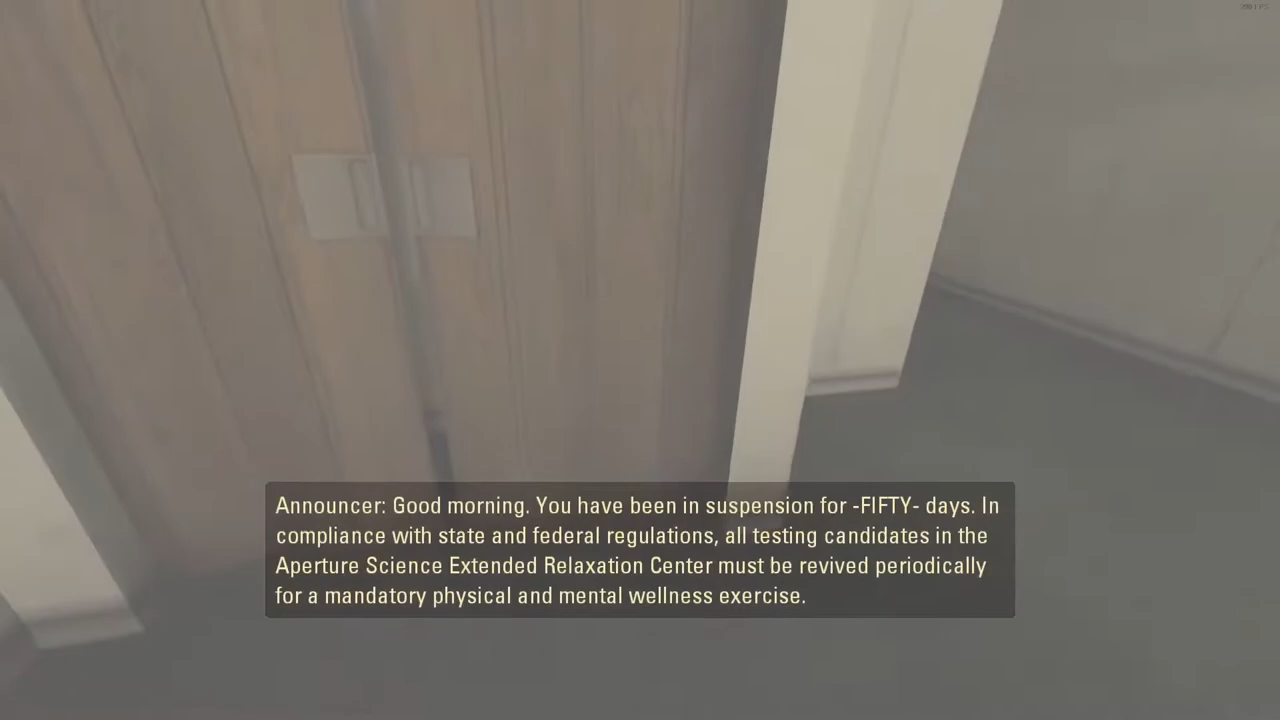 Announcer: Good morning. You have been in suspension for -FIFTY- days. In
compliance with state and federal regulations, all testing candidates in the
Aperture Science Extended Relaxation Center must be revived periodically
for a mandatory physical and mental wellness exercise.